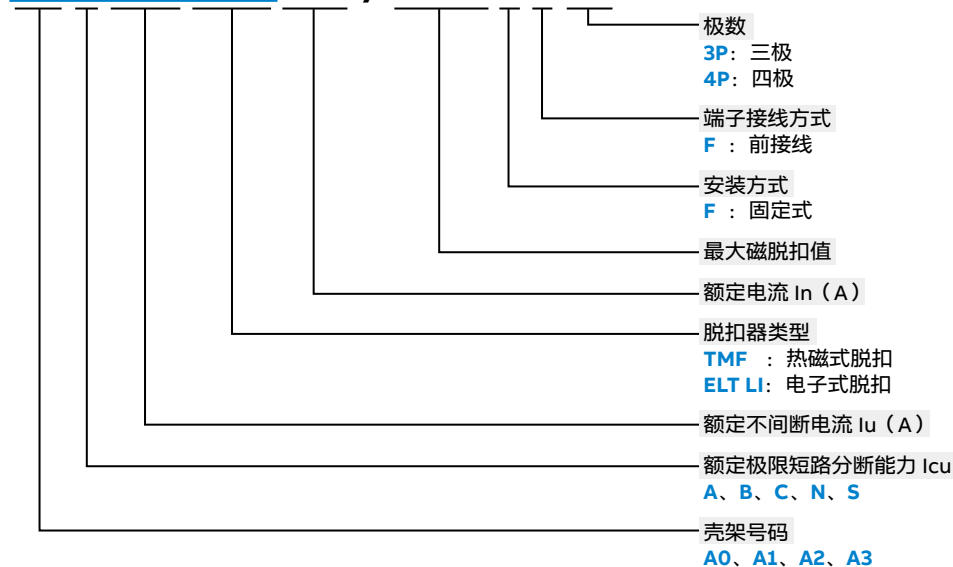 极数
3P：三极
4P：四极
端子接线方式
F ：前接线
安装方式
F ：固定式
最大磁脱扣值
额定电流 In（A）
脱扣器类型
TMF ：热磁式脱扣
ELT LI：电子式脱扣
额定不间断电流 Iu（A）
额定极限短路分断能力 Icu
A、B、C、N、S
壳架号码
A0、A1、A2、A3